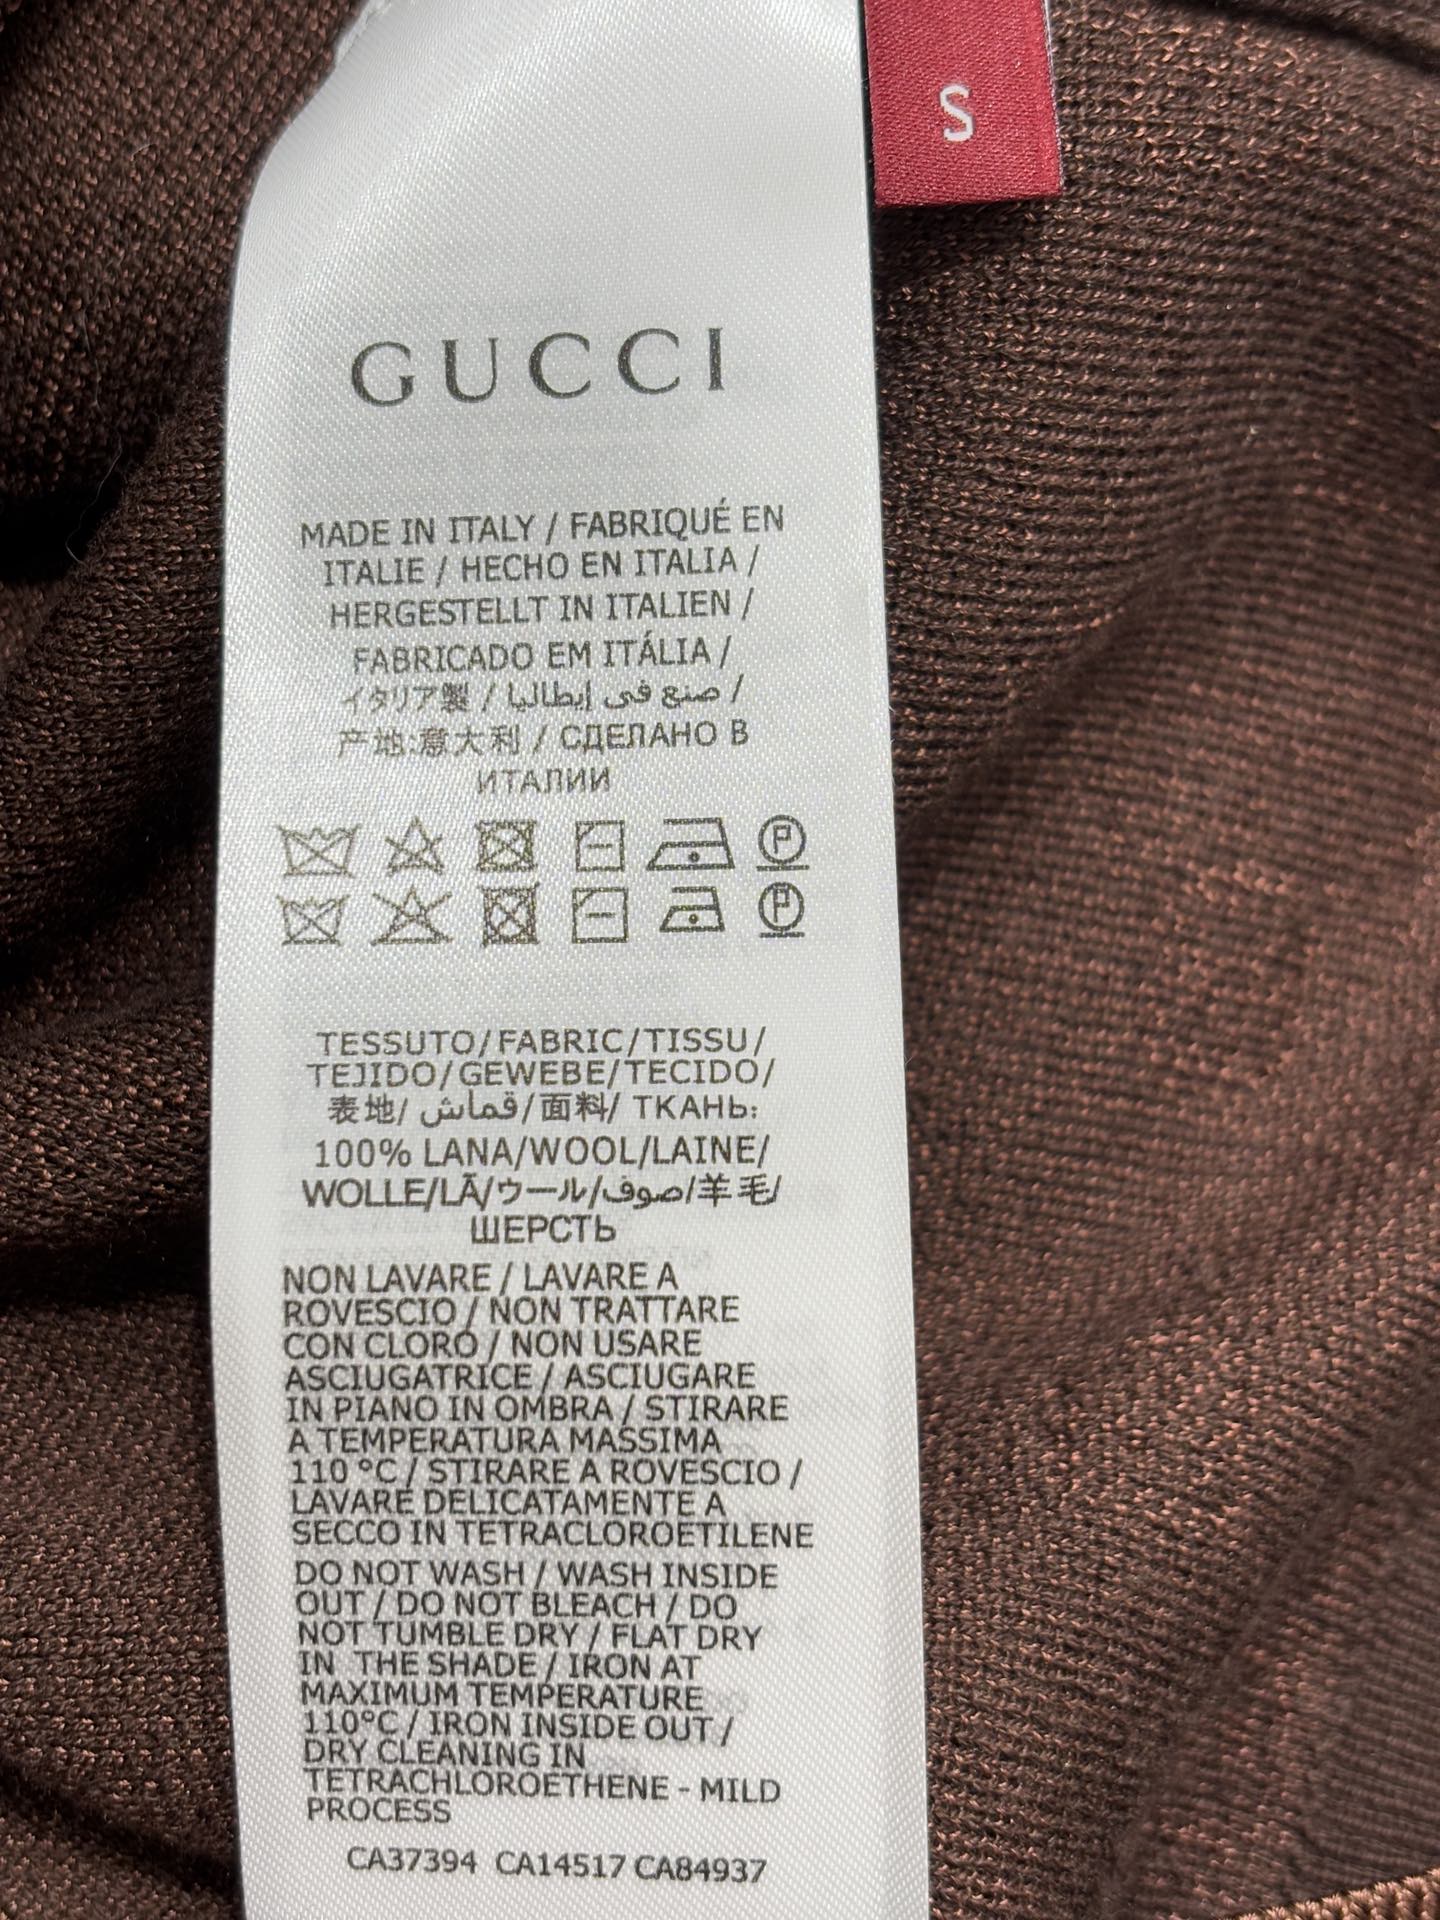 S
GUCCI
MADE IN ITALY / FABRIQUÉ EN
ITALIE / HECHO EN ITALIA /
HERGESTELLT IN ITALIEN /
FABRICADO EM ITÁLIA /
イタリア製 / صنع في إيطاليا /
产地:意大利 / СДЕЛАНО В
ИТАЛИИ
P
P
TESSUTO/FABRIC/TISSU/
TEJIDO/GEWEBE/TECIDO/
表地/ قماش/面料/ ТКАНЬ:
100% LANA/WOOL/LAINE/
WOLLE/LÃ/ウール/صوف/羊毛/
ШЕРСТЬ
NON LAVARE / LAVARE A
ROVESCIO / NON TRATTARE
CON CLORO / NON USARE
ASCIUGATRICE / ASCIUGARE
IN PIANO IN OMBRA / STIRARE
A TEMPERATURA MASSIMA
110 °C / STIRARE A ROVESCIO /
LAVARE DELICATAMENTE A
SECCO IN TETRACLOROETILENE
DO NOT WASH / WASH INSIDE
OUT / DO NOT BLEACH / DO
NOT TUMBLE DRY / FLAT DRY
IN THE SHADE / IRON AT
MAXIMUM TEMPERATURE
110°C / IRON INSIDE OUT /
DRY CLEANING IN
TETRACHLOROETHENE - MILD
PROCESS
CA37394 CA14517 CA84937